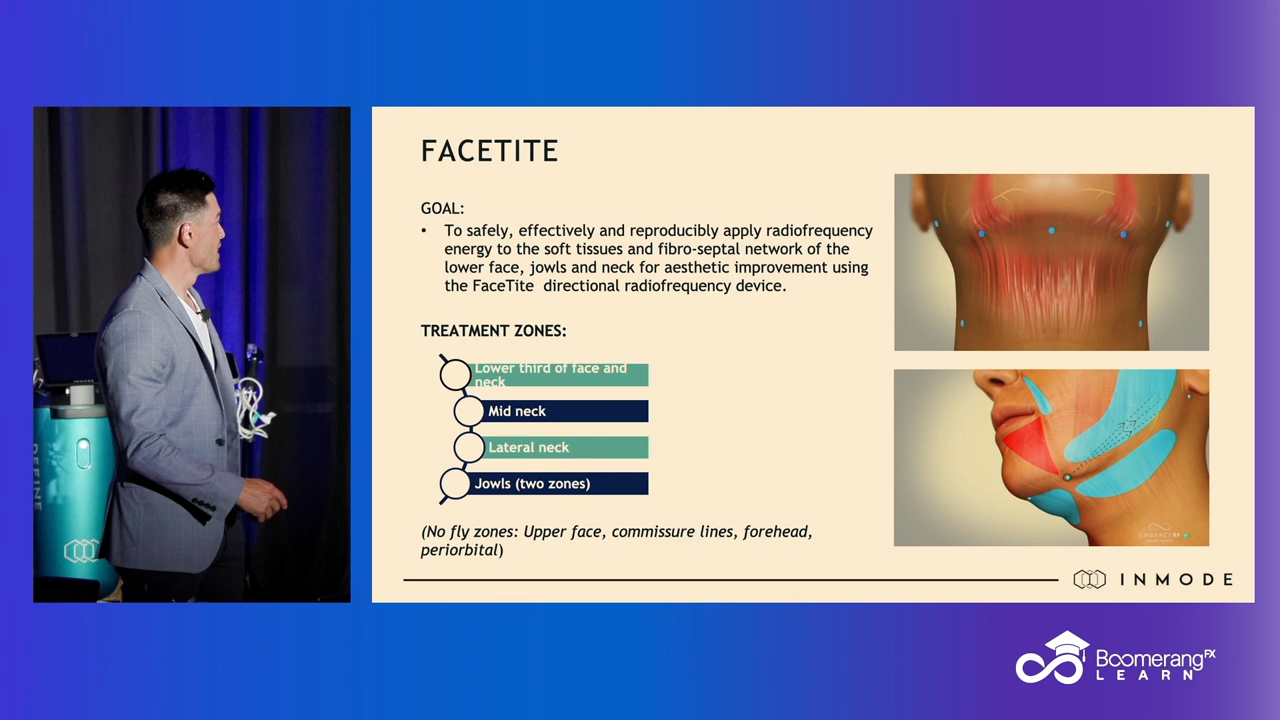 FACETITE
GOAL:
• To safely, effectively and reproducibly apply radiofrequency
energy to the soft tissues and fibro-septal network of the
lower face, jowls and neck for aesthetic improvement using
the FaceTite directional radiofrequency device.
TREATMENT ZONES:
Lower third of face and
neck
Mid neck
Lateral neck
Jowls (two zones)
(No fly zones: Upper face, commissure lines, forehead,
periorbital)
EMBRACERF
INMODE
DEFINE
BoomerangFX
LEARN